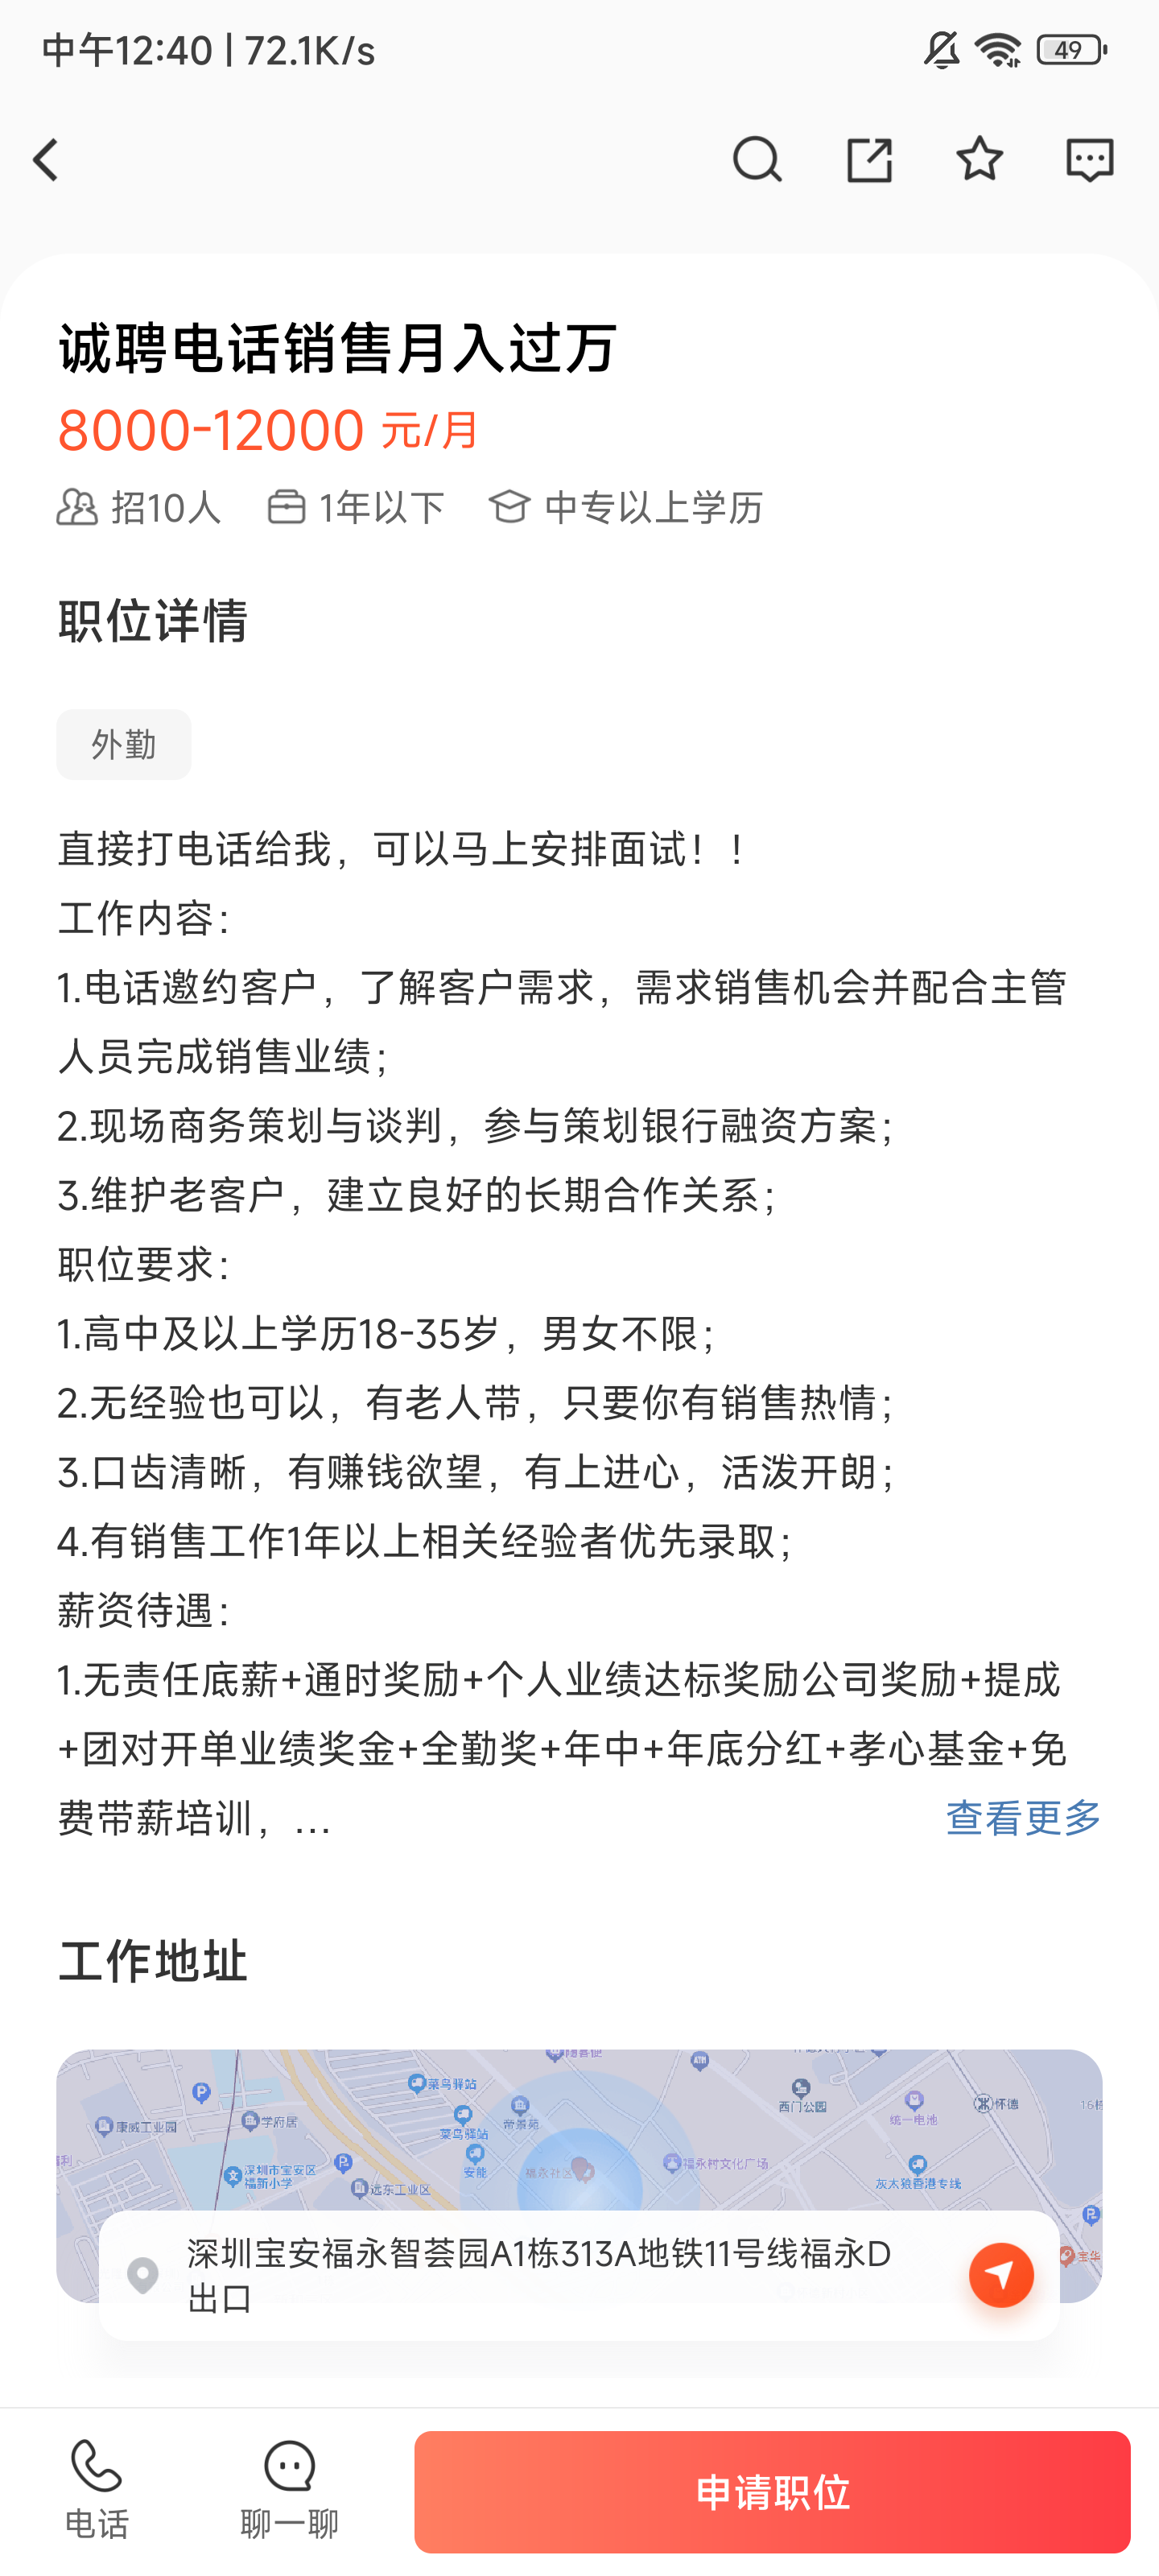 中午12:40 | 72.1K/s
49
诚聘电话销售月入过万
8000-12000 元/月
招10人 1年以下 中专以上学历
职位详情
外勤
直接打电话给我，可以马上安排面试！！
工作内容：
1.电话邀约客户，了解客户需求，需求销售机会并配合主管
人员完成销售业绩；
2.现场商务策划与谈判，参与策划银行融资方案；
3.维护老客户，建立良好的长期合作关系；
职位要求：
1.高中及以上学历18-35岁，男女不限；
2.无经验也可以，有老人带，只要你有销售热情；
3.口齿清晰，有赚钱欲望，有上进心，活泼开朗；
4.有销售工作1年以上相关经验者优先录取；
薪资待遇：
1.无责任底薪+通时奖励+个人业绩达标奖励公司奖励+提成
+团对开单业绩奖金+全勤奖+年中+年底分红+孝心基金+免
费带薪培训，...
查看更多
工作地址
菜鸟驿站
ATM
西门公园
统一电池
怀德
康威工业园
学府居
菜鸟驿站
帝景苑
深圳市宝安区
福新小学
远东工业区
安能
福永社区
福永村文化广场
灰太狼香港专线
宝华
深圳宝安福永智荟园A1栋313A地铁11号线福永D
出口
电话
聊一聊
申请职位